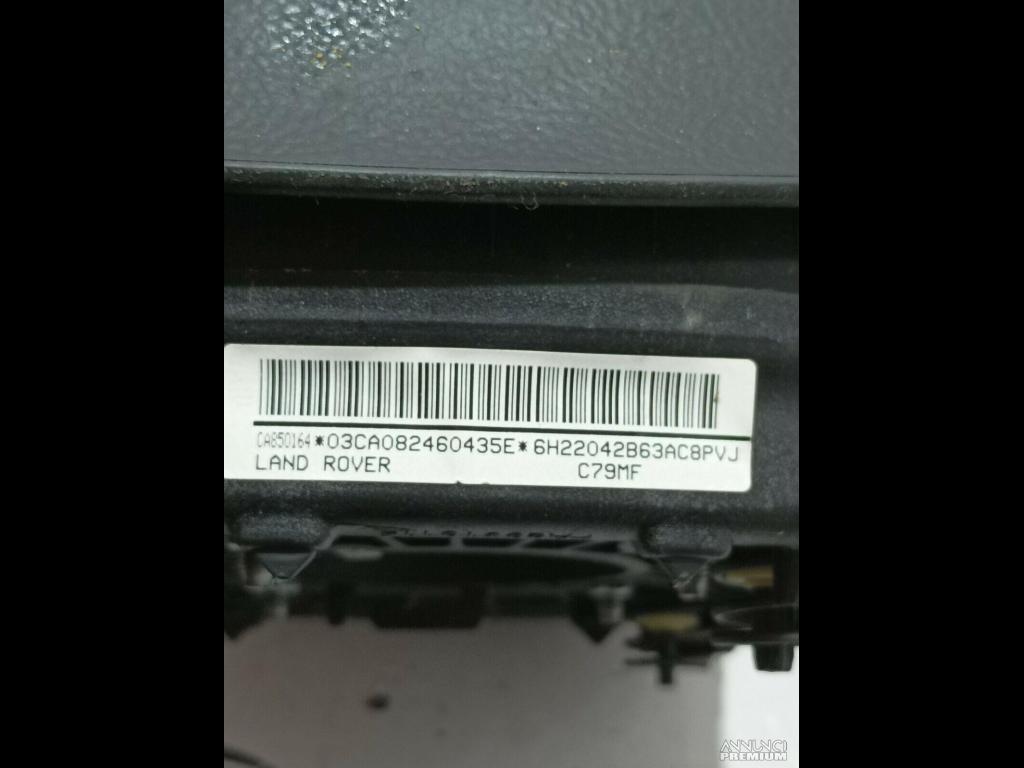 CA850164*03CA082460435E*6H22042B63AC8PVJ
LAND ROVER C79MF
ANNUNCI
PREMIUM